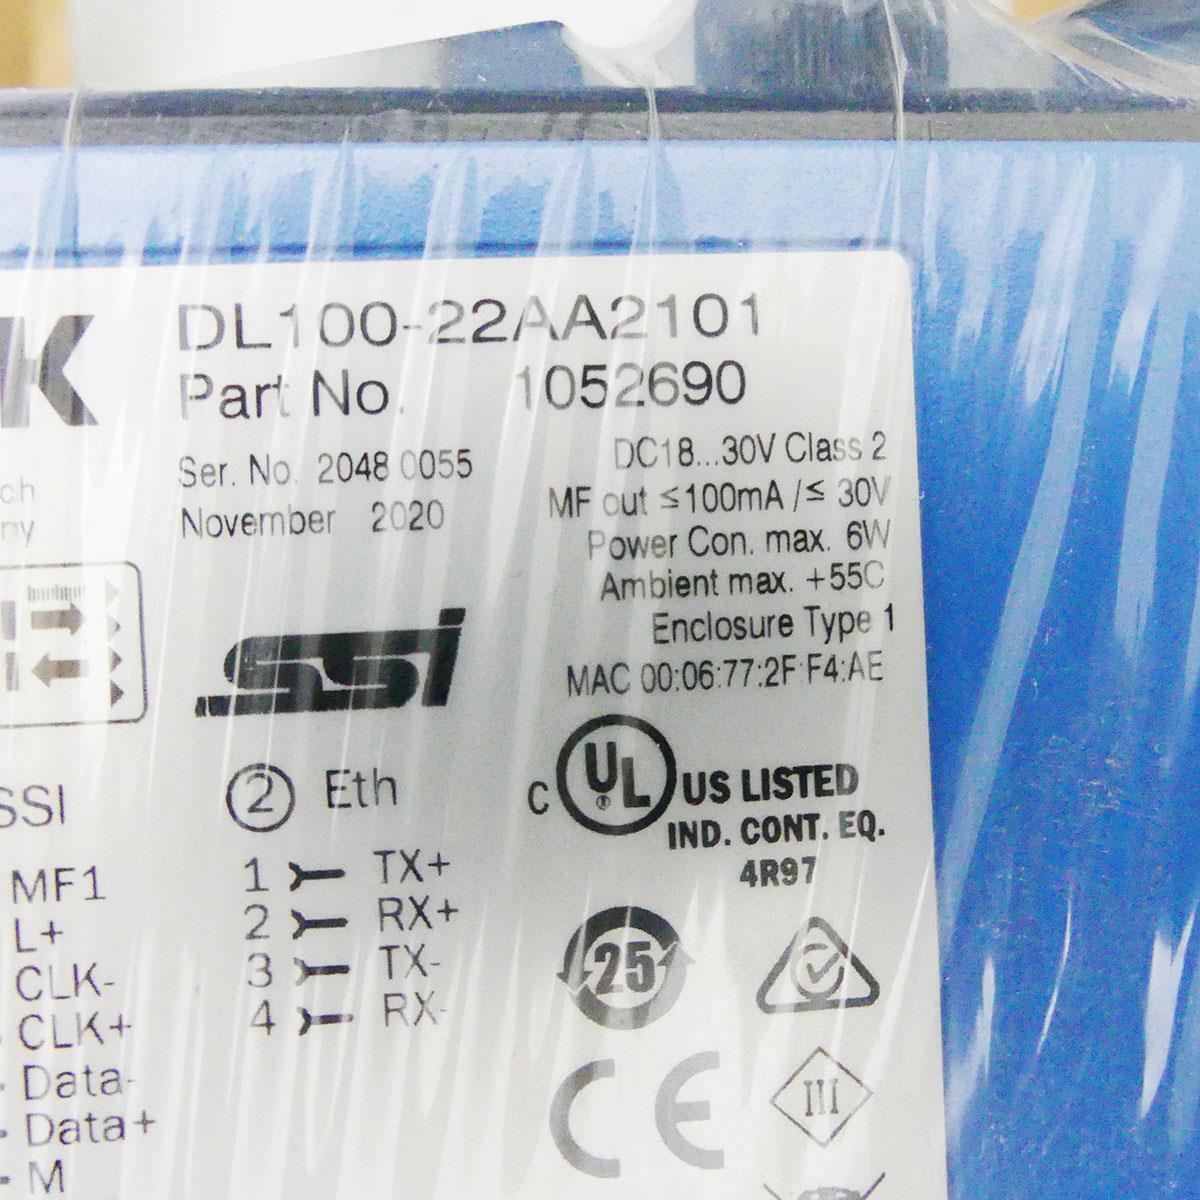 K
DL100-22AA2101
Part No. 1052690
Ser. No. 2048 0055
November 2020
DC18...30V Class 2
MF out ≤100mA /≤ 30V
Power Con. max. 6W
Ambient max. +55C
Enclosure Type 1
MAC 00:06:77:2F:F4:AE
ch
ny
SSI
② Eth
1 TX+
2 RX+
3 TX-
4 RX-
SSI
MF1
L+
CLK-
CLK+
Data-
Data+
M
C UL® US LISTED
IND. CONT. EQ.
4R97
25
CE
III